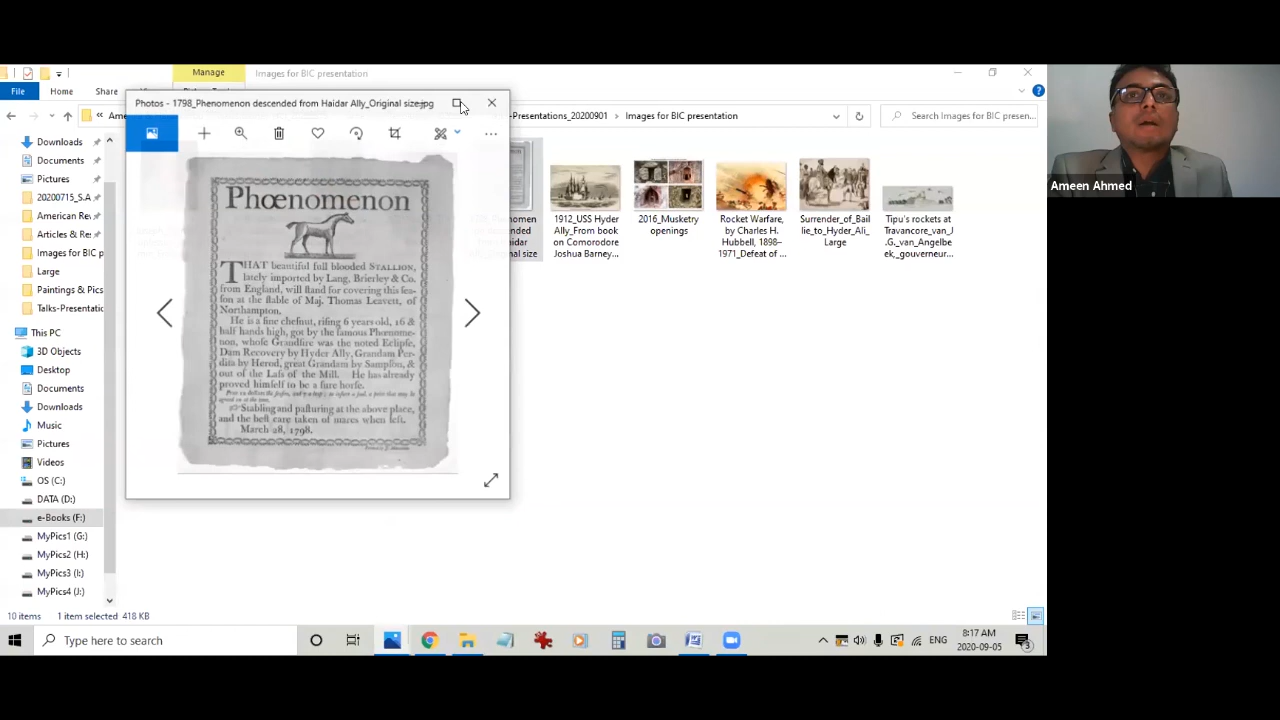 Manage
Images for BIC presentation
File
Home
Share
Photos - 1798_Phenomenon descended from Haidar Ally_Original size.jpg
-Presentations_20200901
Images for BIC presentation
Search Images for BIC presen...
Downloads
Documents
Pictures
20200715_S.A
American Re
Articles & Re
Images for BIC p
Large
Paintings & Pics
Talks-Presentatio
This PC
3D Objects
Desktop
Documents
Downloads
Music
Pictures
Videos
OS (C:)
DATA (D:)
e-Books (F:)
MyPics1 (G:)
MyPics2 (H:)
MyPics3 (I:)
MyPics4 (J:)
Phœnomenon
THAT beautiful full blooded STALLION,
lately imported by Lang, Brierley & Co.
from England, will stand for covering this sea-
son at the stable of Maj. Thomas Leavett, of
Northampton.
He is a fine chesnut, rising 6 years old, 16 &
half hands high, got by the famous Phœnome-
non, whose Grandsire was the noted Eclipse,
Dam Recovery by Hyder Ally, Grandam Per-
dita by Herod, great Grandam by Sampson, &
out of the Lass of the Mill. He has already
proved himself to be a sure horse.
Stabling and pasturing at the above place,
and the best care taken of mares when left.
March 28, 1798.
1912_USS Hyder
Ally_From book
on Comorodore
Joshua Barney...
2016_Musketry
openings
Rocket Warfare,
by Charles H.
Hubbell, 1898–
1971_Defeat of ...
Surrender_of_Bail
lie_to_Hyder_Ali_
Large
Tipu's rockets at
Travancore_van_J
.G._van_Angelbe
ek,_gouverneur...
Ameen Ahmed
10 items
1 item selected 418 KB
Type here to search
ENG
8:17 AM
2020-09-05
3